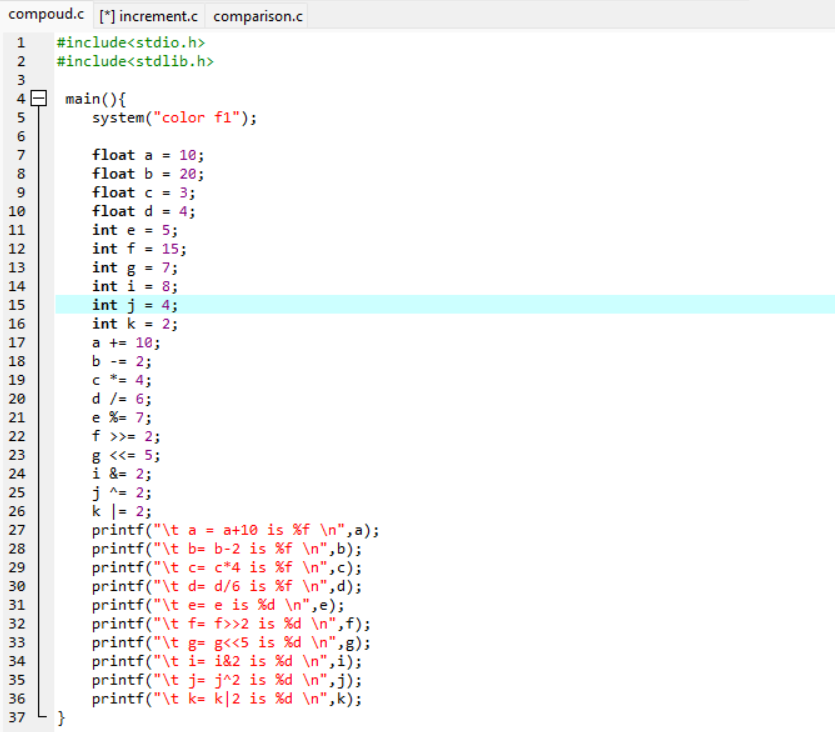 compoud.c [*] increment.c comparison.c
1 #include<stdio.h>
2 #include<stdlib.h>
3
4 main(){
5 system("color f1");
6
7 float a = 10;
8 float b = 20;
9 float c = 3;
10 float d = 4;
11 int e = 5;
12 int f = 15;
13 int g = 7;
14 int i = 8;
15 int j = 4;
16 int k = 2;
17 a += 10;
18 b -= 2;
19 c *= 4;
20 d /= 6;
21 e %= 7;
22 f >>= 2;
23 g <<= 5;
24 i &= 2;
25 j ^= 2;
26 k |= 2;
27 printf("\t a = a+10 is %f \n",a);
28 printf("\t b= b-2 is %f \n",b);
29 printf("\t c= c*4 is %f \n",c);
30 printf("\t d= d/6 is %f \n",d);
31 printf("\t e= e is %d \n",e);
32 printf("\t f= f>>2 is %d \n",f);
33 printf("\t g= g<<5 is %d \n",g);
34 printf("\t i= i&2 is %d \n",i);
35 printf("\t j= j^2 is %d \n",j);
36 printf("\t k= k|2 is %d \n",k);
37 }